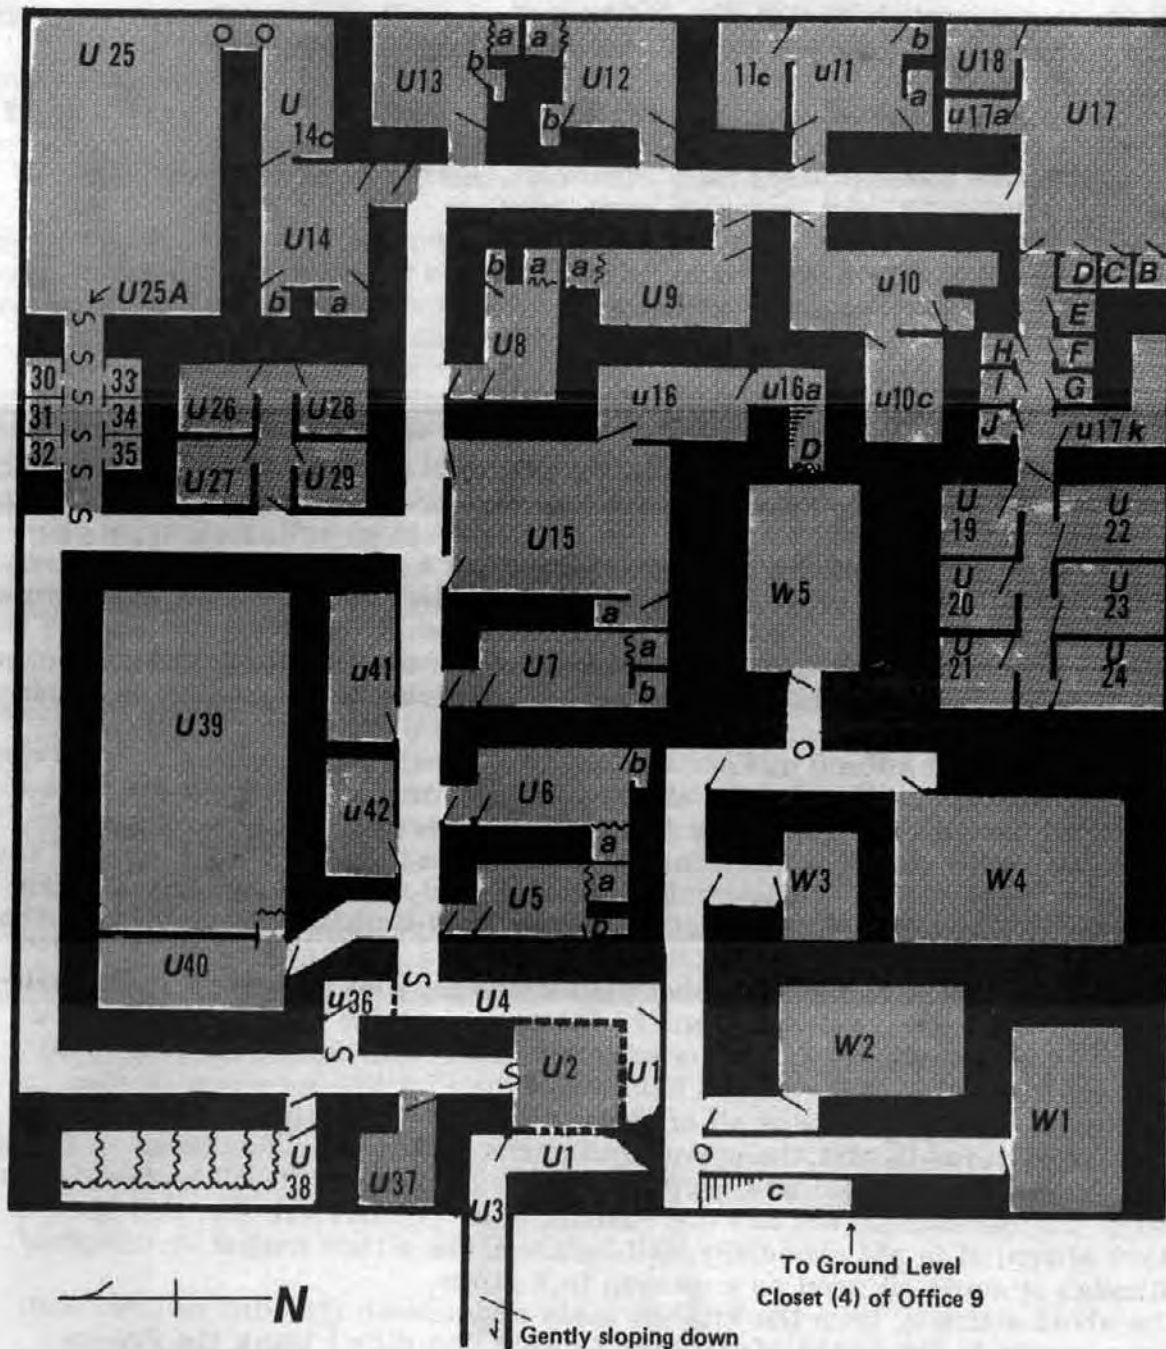 U 25
U
14c
U13
b
a
a
b
U12
11c
u11
b
a
U18
u17a
U17
U25A
U14
b
a
b
a
a
U9
U8
u10
D
C
B
E
F
G
H
I
J
u17k
30
33
31
34
32
35
U26
U28
U27
U29
u16
u16a
u10c
D
S
S
S
S
S
S
U15
a
W5
U
19
U
22
U
20
U
23
U
21
U
24
u41
U7
a
b
U39
u42
U6
b
a
O
U5
a
b
W3
W4
U40
u36
S
U4
S
U2
U1
S
W2
W1
U
38
U37
U1
U3
O
c
To Ground Level
Closet (4) of Office 9
N
Gently sloping down